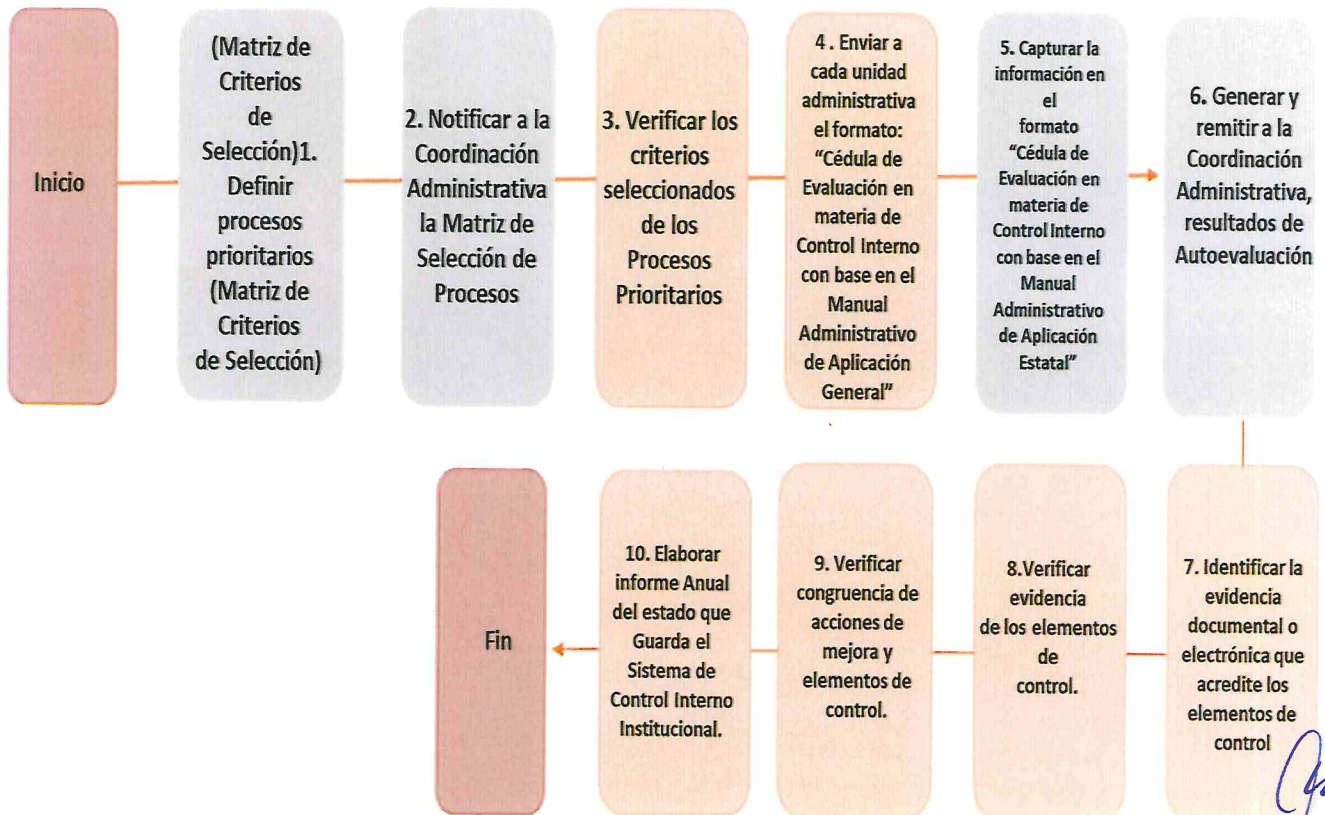 Inicio
(Matriz de
Criterios
de
Selección)1.
Definir
procesos
prioritarios
(Matriz de
Criterios
de Selección)
2. Notificar a la
Coordinación
Administrativa
la Matriz de
Selección de
Procesos
3. Verificar los
criterios
seleccionados
de los
Procesos
Prioritarios
4 . Enviar a
cada unidad
administrativa
el formato:
“Cédula de
Evaluación en
materia de
Control Interno
con base en el
Manual
Administrativo
de Aplicación
General”
5. Capturar la
información en
el
formato
“Cédula de
Evaluación en
materia de
Control Interno
con base en el
Manual
Administrativo
de Aplicación
Estatal”
6. Generar y
remitir a la
Coordinación
Administrativa,
resultados de
Autoevaluación
7. Identificar la
evidencia
documental o
electrónica que
acredite los
elementos de
control
8.Verificar
evidencia
de los elementos
de
control.
9. Verificar
congruencia de
acciones de
mejora y
elementos de
control.
10. Elaborar
informe Anual
del estado que
Guarda el
Sistema de
Control Interno
Institucional.
Fin